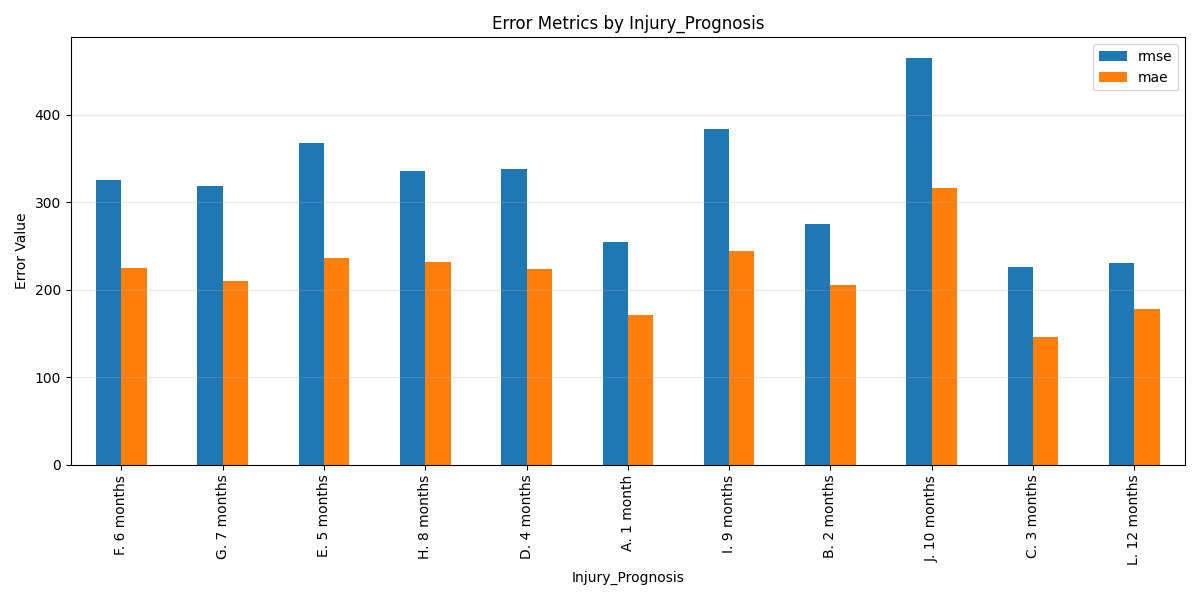 Error Metrics by Injury_Prognosis
rmse
mae
Error Value
400
300
200
100
0
F. 6 months
G. 7 months
E. 5 months
H. 8 months
D. 4 months
A. 1 month
I. 9 months
B. 2 months
J. 10 months
C. 3 months
L. 12 months
Injury_Prognosis